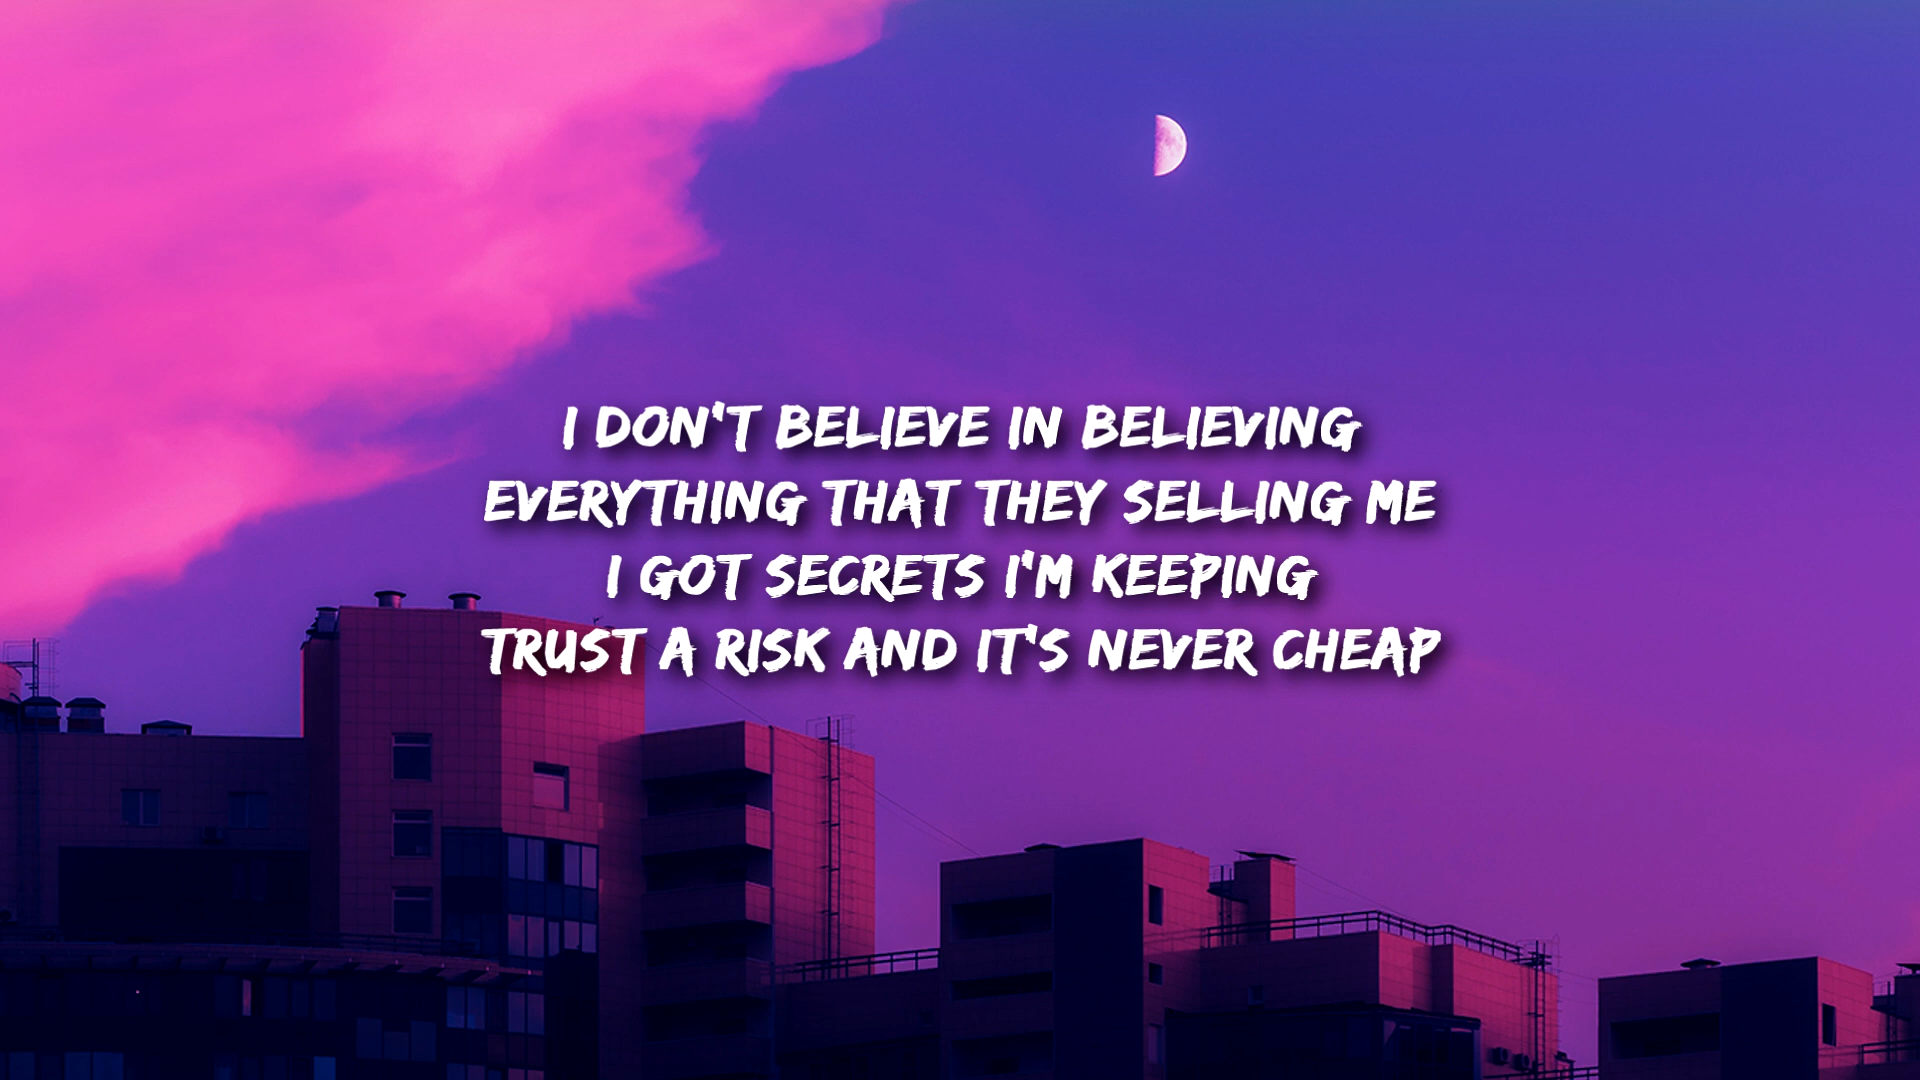 I DON'T BELIEVE IN BELIEVING
EVERYTHING THAT THEY SELLING ME
I GOT SECRETS I'M KEEPING
TRUST A RISK AND IT'S NEVER CHEAP